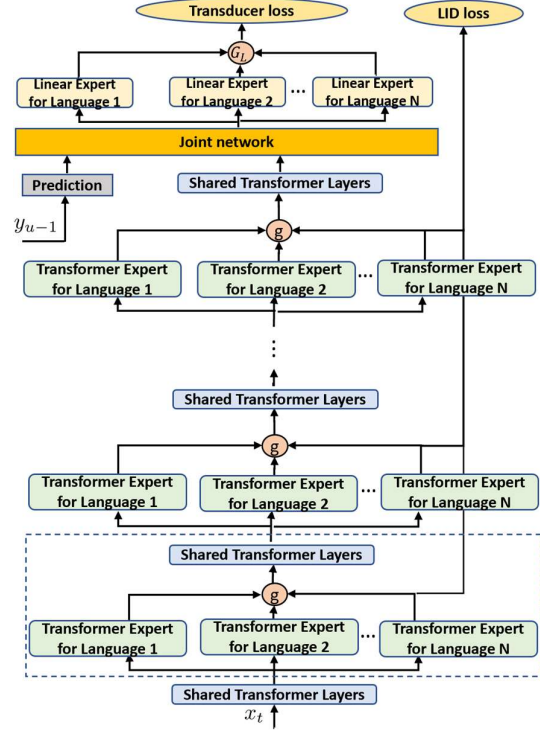 Transducer loss
LID loss
G_L
Linear Expert
for Language 1
Linear Expert
for Language 2
...
Linear Expert
for Language N
Joint network
Prediction
Shared Transformer Layers
y_{u-1}
g
Transformer Expert
for Language 1
Transformer Expert
for Language 2
...
Transformer Expert
for Language N
⋮
Shared Transformer Layers
g
Transformer Expert
for Language 1
Transformer Expert
for Language 2
...
Transformer Expert
for Language N
Shared Transformer Layers
g
Transformer Expert
for Language 1
Transformer Expert
for Language 2
...
Transformer Expert
for Language N
Shared Transformer Layers
x_t